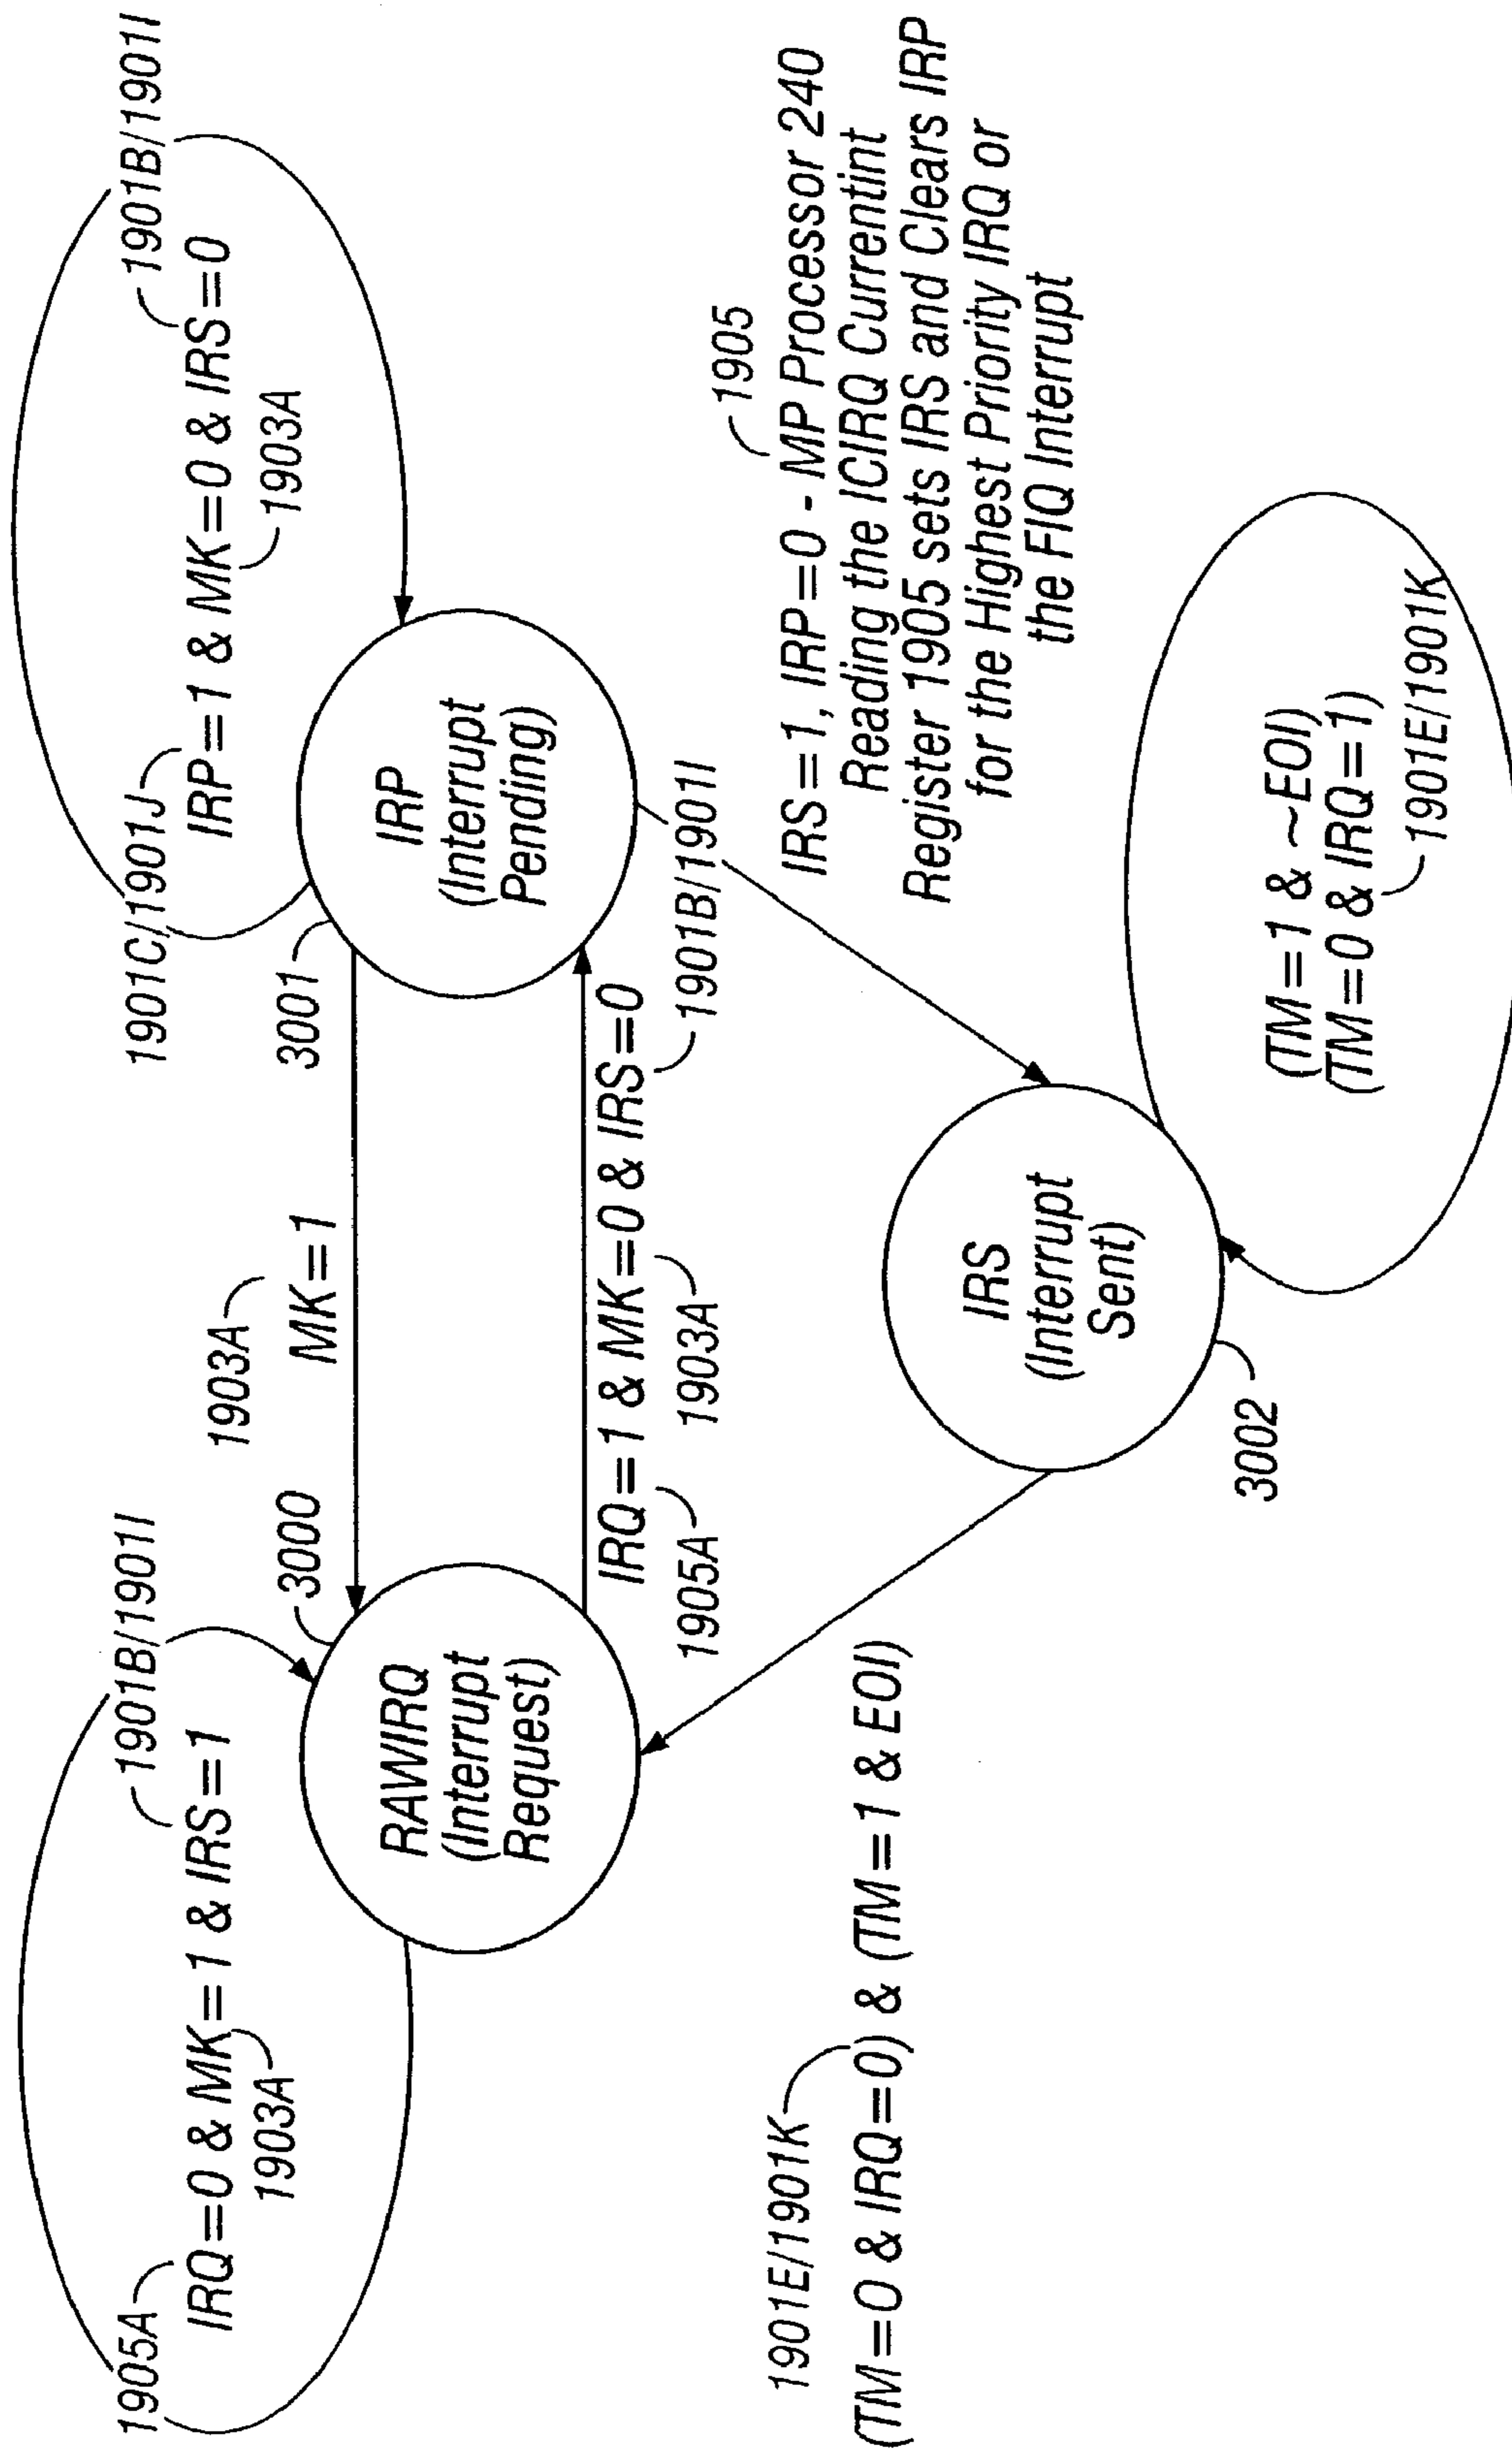 1905A
IRQ=0 & MK=1 & IRS=1
1903A
1901B/1901I
3000
RAWIRQ
(Interrupt
Request)
1903A
MK=1
IRQ=1 & MK=0 & IRS=0
1905A
1903A
1901B/1901I
3001
1901C/1901J
IRP=1 & MK=0 & IRS=0
1903A
1901B/1901I
IRP
(Interrupt
Pending)
1905
IRS=1, IRP=0 - MP Processor 240
Reading the ICIRQ Currentint
Register 1905 sets IRS and Clears IRP
for the Highest Priority IRQ or
the FIQ Interrupt
1901E/1901K
(TM=0 & IRQ=0) & (TM=1 & EOI)
IRS
(Interrupt
Sent)
3002
(TM=1 & ~EOI)
(TM=0 & IRQ=1)
1901E/1901K